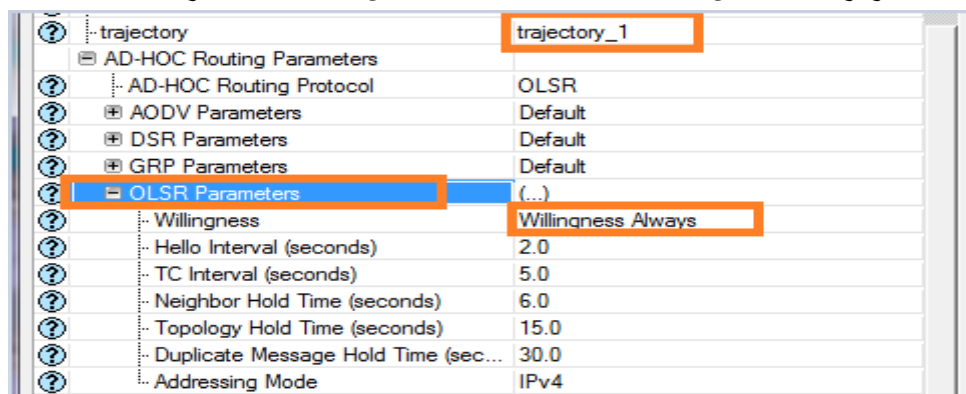 trajectory trajectory_1
AD-HOC Routing Parameters
AD-HOC Routing Protocol OLSR
AODV Parameters Default
DSR Parameters Default
GRP Parameters Default
OLSR Parameters (...)
Willingness Willingness Always
Hello Interval (seconds) 2.0
TC Interval (seconds) 5.0
Neighbor Hold Time (seconds) 6.0
Topology Hold Time (seconds) 15.0
Duplicate Message Hold Time (sec... 30.0
Addressing Mode IPv4